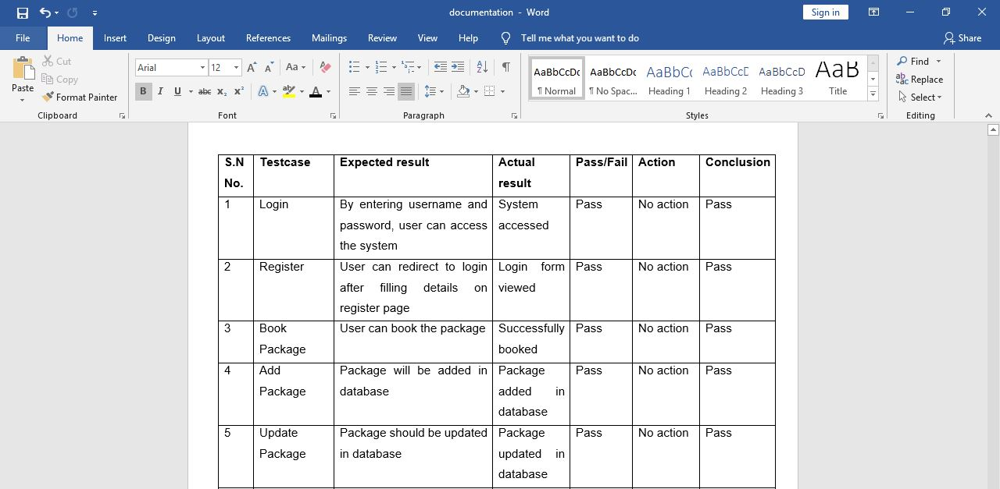 documentation - Word
Sign in
File Home Insert Design Layout References Mailings Review View Help Tell me what you want to do Share
Paste
Cut
Copy
Format Painter
Clipboard
Arial 12
Aa
B I U abc x₂ x²
A aby A
Font
Paragraph
AaBbCcDc AaBbCcDc AaBbCc AaBbCcD AaBbCcD AaB
¶ Normal ¶ No Spac... Heading 1 Heading 2 Heading 3 Title
Styles
Find
Replace
Select
Editing
S.N Testcase Expected result Actual Pass/Fail Action Conclusion
No. result
1 Login By entering username and System Pass No action Pass
password, user can access accessed
the system
2 Register User can redirect to login Login form Pass No action Pass
after filling details on viewed
register page
3 Book User can book the package Successfully Pass No action Pass
Package booked
4 Add Package will be added in Package Pass No action Pass
Package database added in
database
5 Update Package should be updated Package Pass No action Pass
Package in database updated in
database